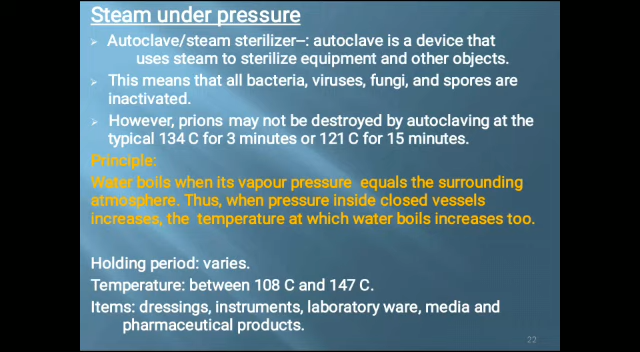 Steam under pressure
➢ Autoclave/steam sterilizer–: autoclave is a device that
uses steam to sterilize equipment and other objects.
➢ This means that all bacteria, viruses, fungi, and spores are
inactivated.
➢ However, prions may not be destroyed by autoclaving at the
typical 134 C for 3 minutes or 121 C for 15 minutes.
Principle:
Water boils when its vapour pressure equals the surrounding
atmosphere. Thus, when pressure inside closed vessels
increases, the temperature at which water boils increases too.
Holding period: varies.
Temperature: between 108 C and 147 C.
Items: dressings, instruments, laboratory ware, media and
pharmaceutical products.
22